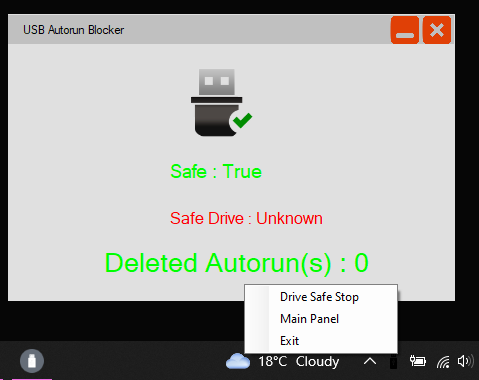 USB Autorun Blocker
Safe : True
Safe Drive : Unknown
Deleted Autorun(s) : 0
Drive Safe Stop
Main Panel
Exit
18°C Cloudy